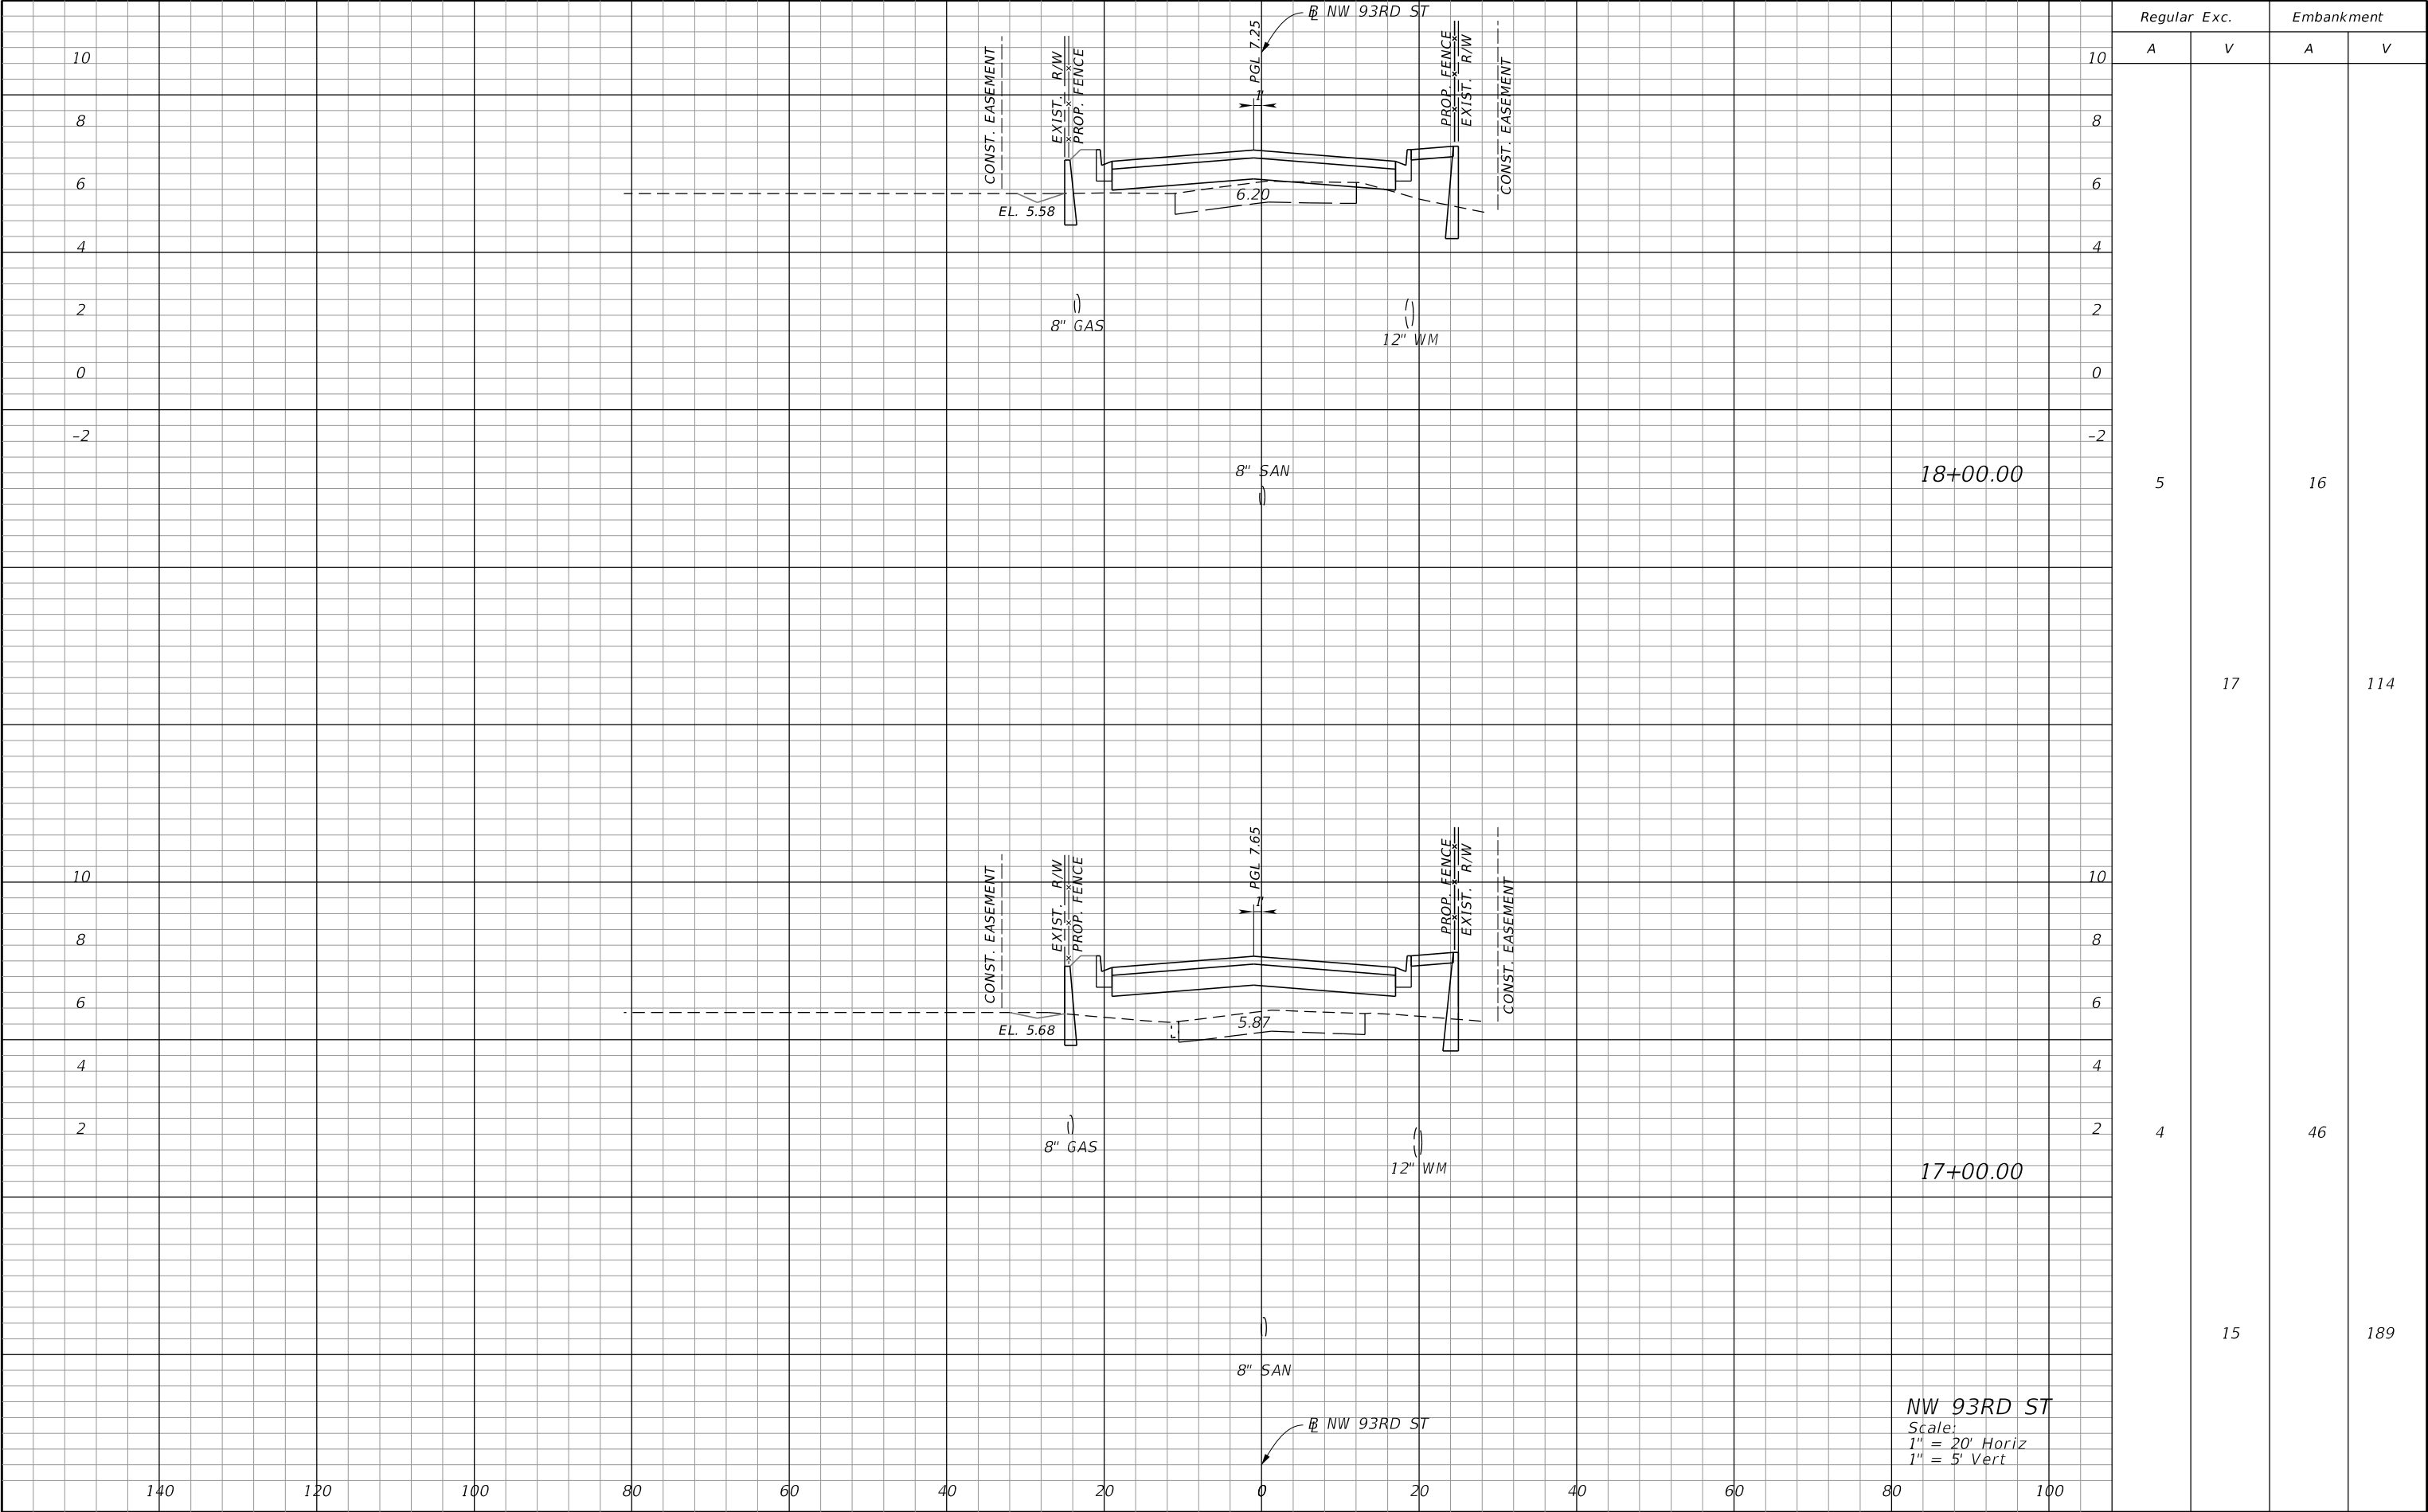 Regular Exc. Embankment
A V A V
℄ NW 93RD ST
PGL 7.25
1'
CONST. EASEMENT
EXIST. R/W
PROP. FENCE
PROP. FENCE
EXIST. R/W
CONST. EASEMENT
10 10
8 8
6 6
4 4
2 2
0 0
-2 -2
EL. 5.58
6.20
8" GAS
12" WM
8" SAN
18+00.00
5 16
17 114
PGL 7.65
1'
CONST. EASEMENT
EXIST. R/W
PROP. FENCE
PROP. FENCE
EXIST. R/W
CONST. EASEMENT
10 10
8 8
6 6
4 4
2 2
EL. 5.68
5.87
8" GAS
12" WM
17+00.00
4 46
15 189
8" SAN
℄ NW 93RD ST
NW 93RD ST
Scale:
1" = 20' Horiz
1" = 5' Vert
140 120 100 80 60 40 20 0 20 40 60 80 100